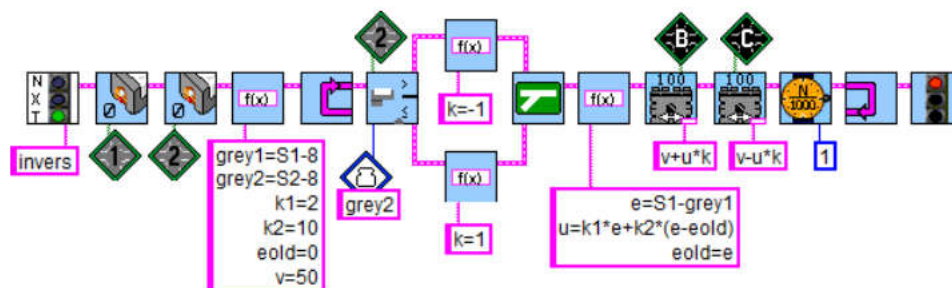 2
B
C
f(x)
N
X
T
0
0
f(x)
>
≤
f(x)
100
100
N
1000
k=-1
invers
1
2
grey1=S1-8
grey2=S2-8
k1=2
k2=10
eold=0
v=50
grey2
f(x)
k=1
v+u*k
v-u*k
1
e=S1-grey1
u=k1*e+k2*(e-eold)
eold=e